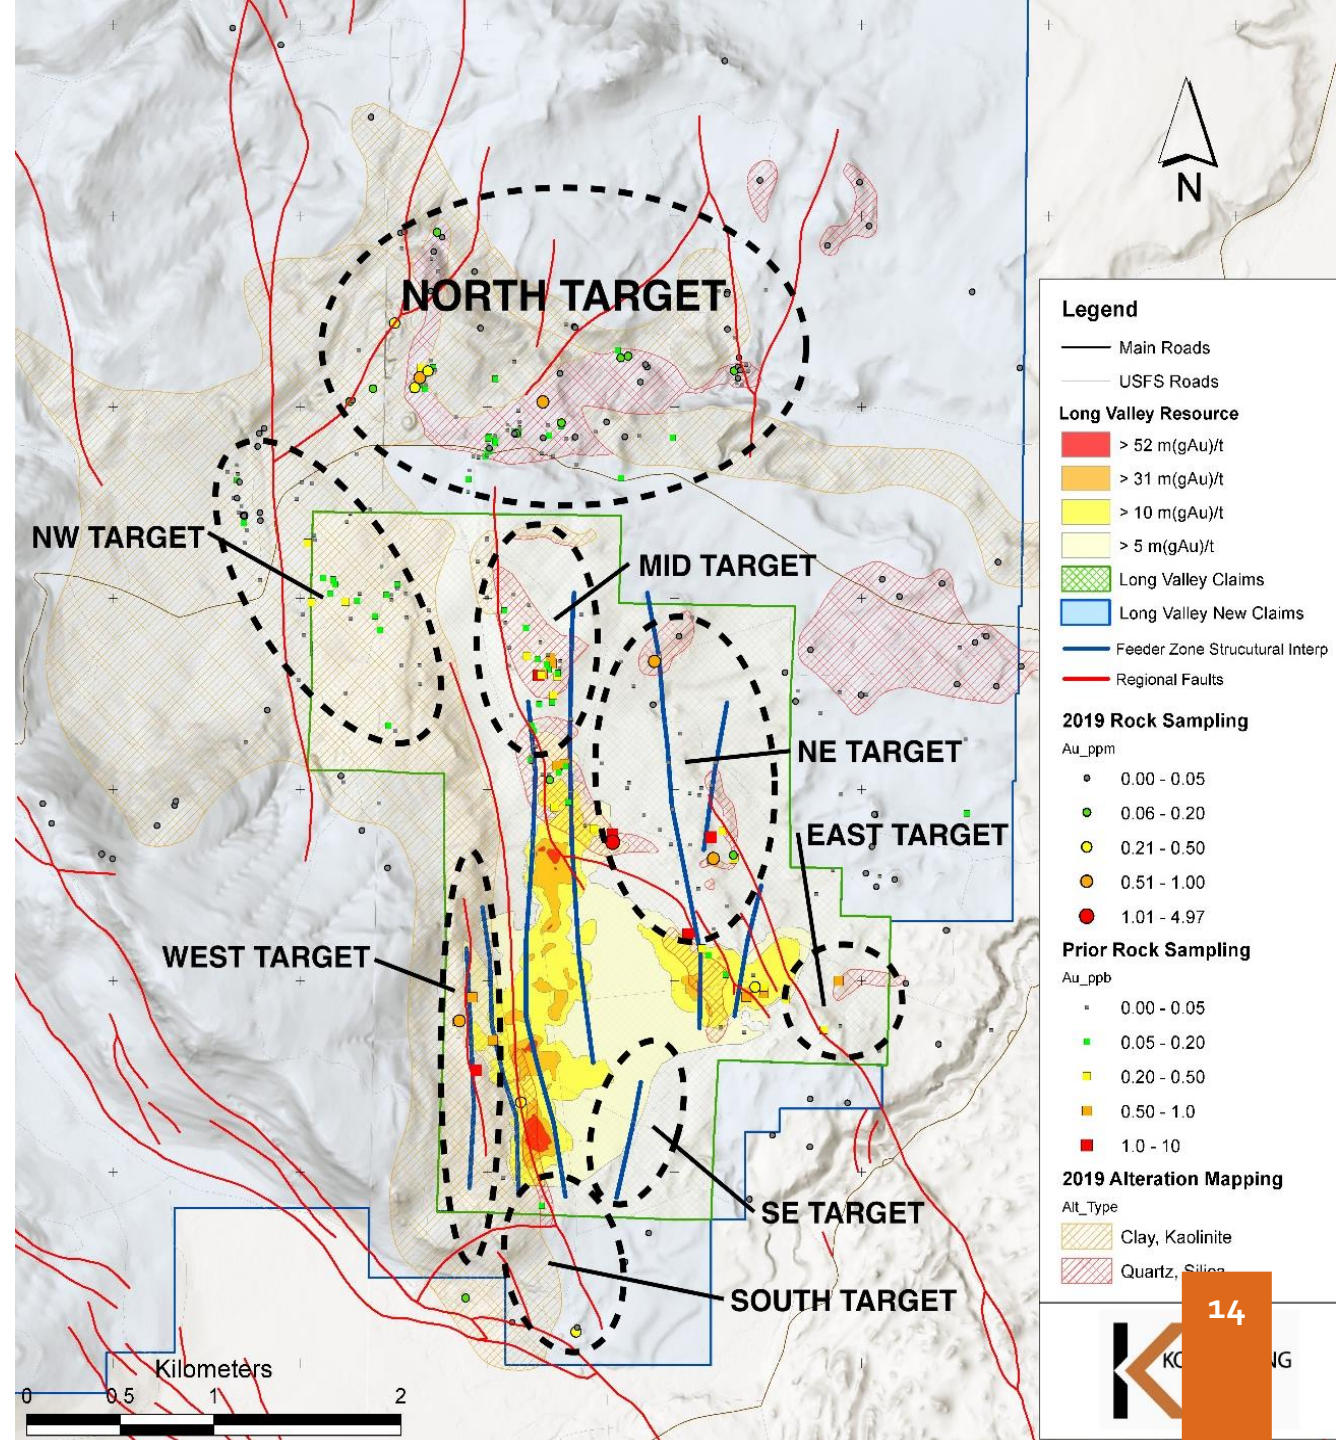 N
NORTH TARGET
NW TARGET
MID TARGET
NE TARGET
EAST TARGET
WEST TARGET
SE TARGET
SOUTH TARGET
Kilometers
0 0.5 1 2
Legend
Main Roads
USFS Roads
Long Valley Resource
> 52 m(gAu)/t
> 31 m(gAu)/t
> 10 m(gAu)/t
> 5 m(gAu)/t
Long Valley Claims
Long Valley New Claims
Feeder Zone Strucutural Interp
Regional Faults
2019 Rock Sampling
Au_ppm
0.00 - 0.05
0.06 - 0.20
0.21 - 0.50
0.51 - 1.00
1.01 - 4.97
Prior Rock Sampling
Au_ppb
0.00 - 0.05
0.05 - 0.20
0.20 - 0.50
0.50 - 1.0
1.0 - 10
2019 Alteration Mapping
Alt_Type
Clay, Kaolinite
Quartz, Silica
14